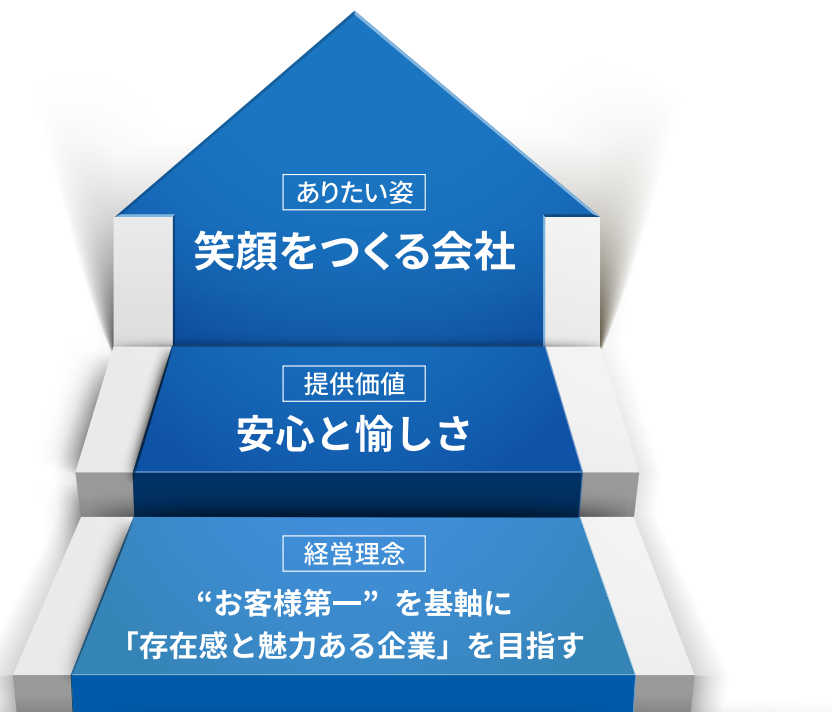 ありたい姿
笑顔をつくる会社
提供価値
安心と愉しさ
経営理念
“お客様第一” を基軸に
「存在感と魅力ある企業」を目指す